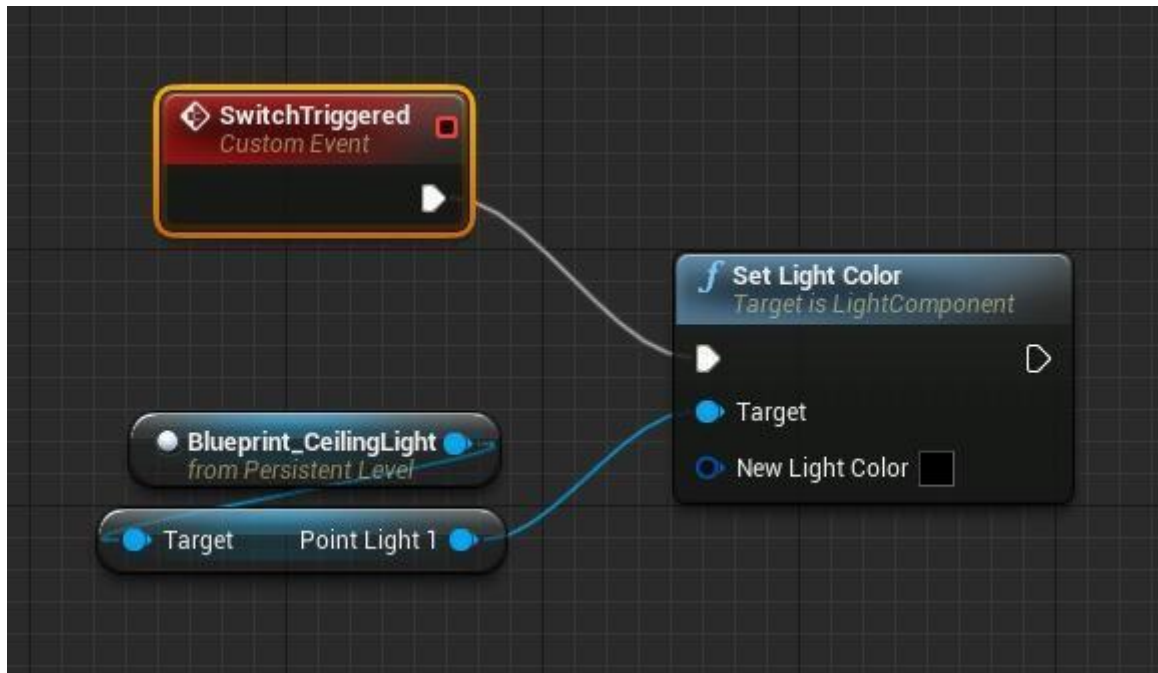 SwitchTriggered
Custom Event
Set Light Color
Target is LightComponent
Target
New Light Color
Blueprint_CeilingLight
from Persistent Level
Target Point Light 1